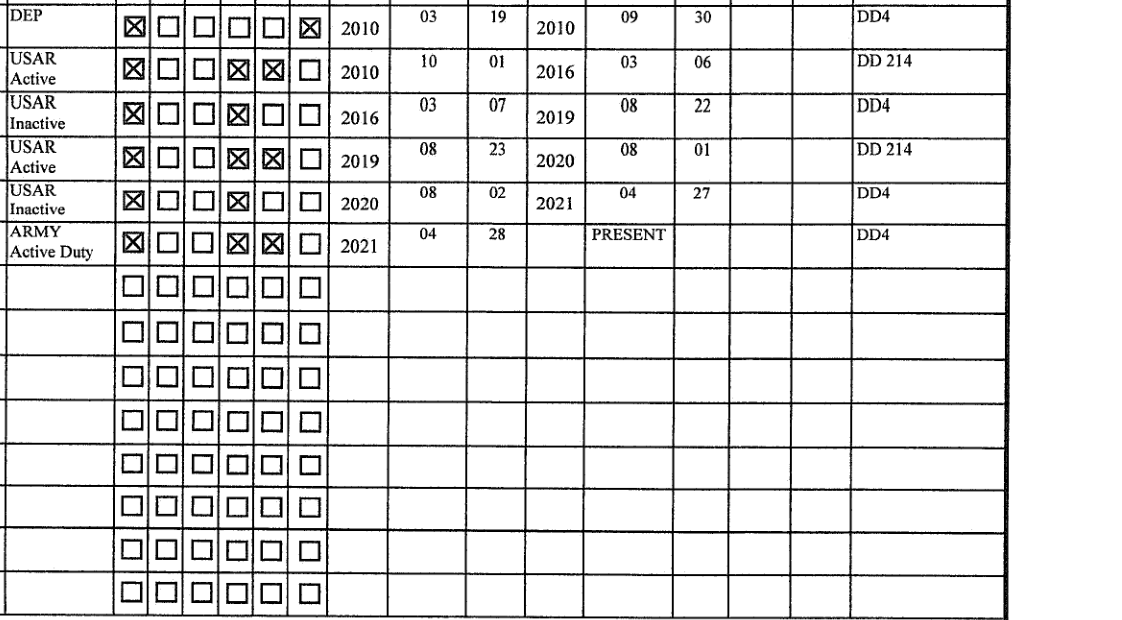 DEP ☒ ☐ ☐ ☐ ☐ ☒ 2010 03 19 2010 09 30 DD4
USAR Active ☒ ☐ ☐ ☒ ☒ ☐ 2010 10 01 2016 03 06 DD 214
USAR Inactive ☒ ☐ ☐ ☒ ☐ ☐ 2016 03 07 2019 08 22 DD4
USAR Active ☒ ☐ ☐ ☒ ☒ ☐ 2019 08 23 2020 08 01 DD 214
USAR Inactive ☒ ☐ ☐ ☒ ☐ ☐ 2020 08 02 2021 04 27 DD4
ARMY Active Duty ☒ ☐ ☐ ☒ ☒ ☐ 2021 04 28 PRESENT DD4